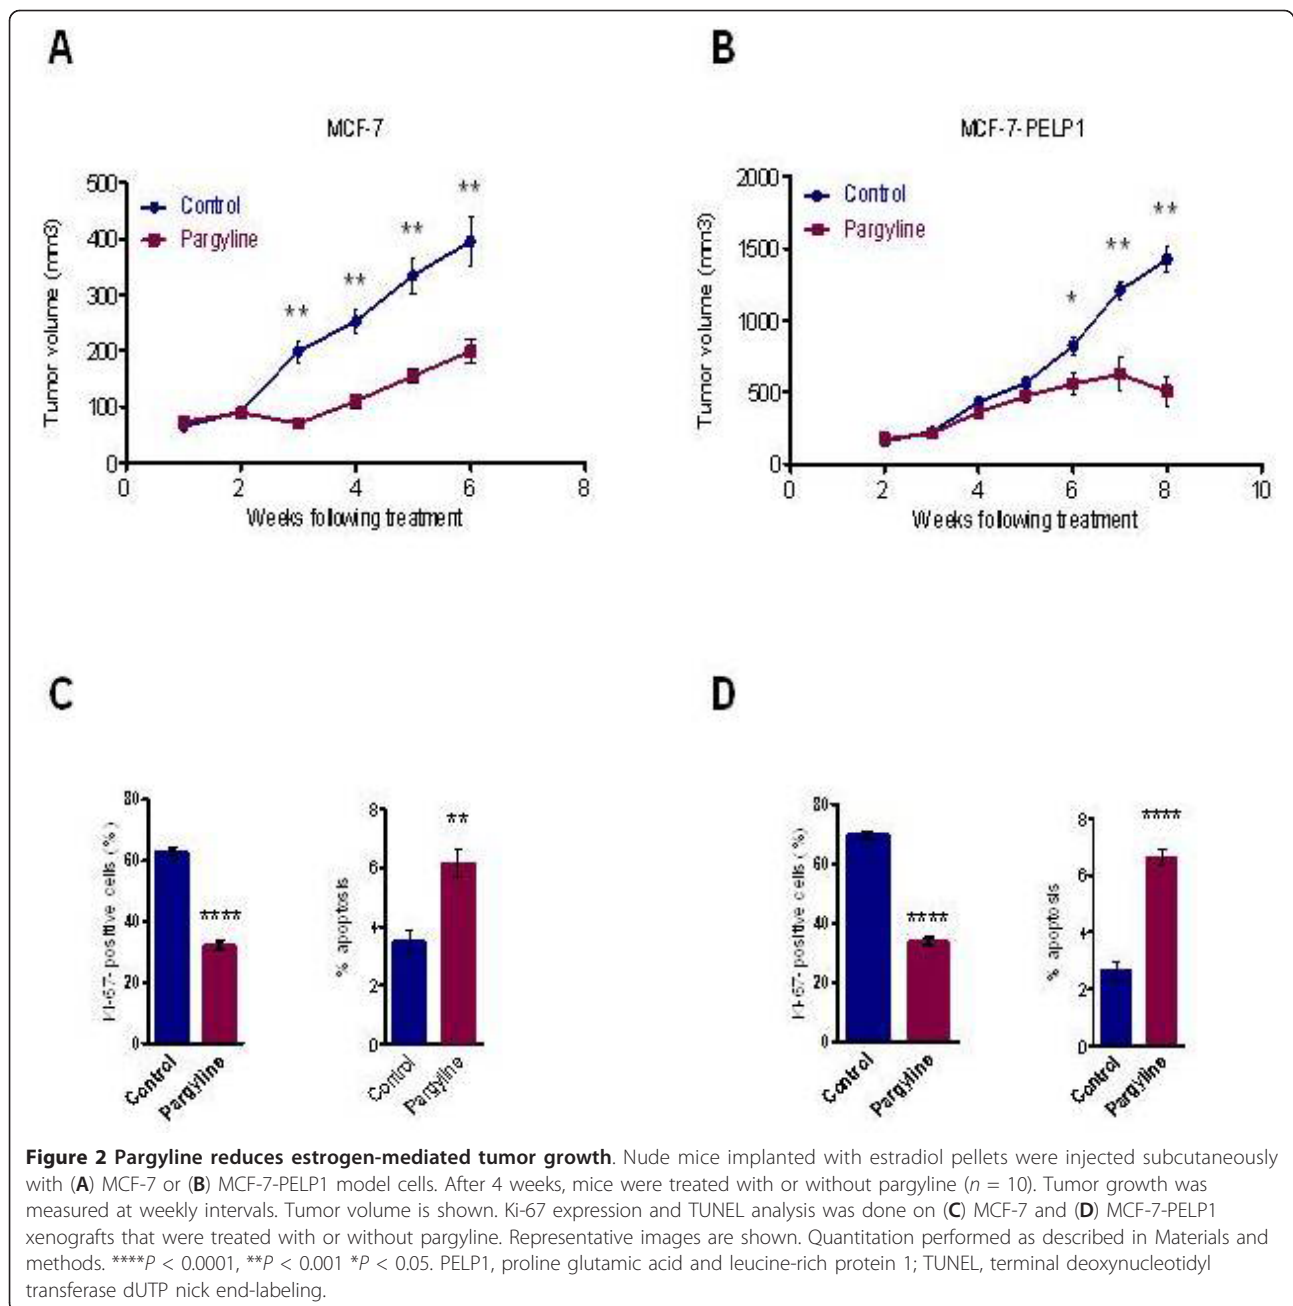 A
B
MCF-7
MCF-7-PELP1
Tumor volume (mm3)
500
400
300
200
100
0
Control
Pargyline
**
**
**
**
0
2
4
6
8
Weeks following treatment
Tumor volume (mm3)
2000
1500
1000
500
0
Control
Pargyline
*
**
**
0
2
4
6
8
10
Weeks following treatment
C
D
Ki-67-positive cells (%)
80
60
40
20
0
****
Control
Pargyline
% apoptosis
8
6
4
2
0
**
Control
Pargyline
Ki-67-positive cells (%)
80
60
40
20
0
****
Control
Pargyline
% apoptosis
8
6
4
2
0
****
Control
Pargyline
Figure 2 Pargyline reduces estrogen-mediated tumor growth. Nude mice implanted with estradiol pellets were injected subcutaneously
with (A) MCF-7 or (B) MCF-7-PELP1 model cells. After 4 weeks, mice were treated with or without pargyline (n = 10). Tumor growth was
measured at weekly intervals. Tumor volume is shown. Ki-67 expression and TUNEL analysis was done on (C) MCF-7 and (D) MCF-7-PELP1
xenografts that were treated with or without pargyline. Representative images are shown. Quantitation performed as described in Materials and
methods. ****P < 0.0001, **P < 0.001 *P < 0.05. PELP1, proline glutamic acid and leucine-rich protein 1; TUNEL, terminal deoxynucleotidyl
transferase dUTP nick end-labeling.